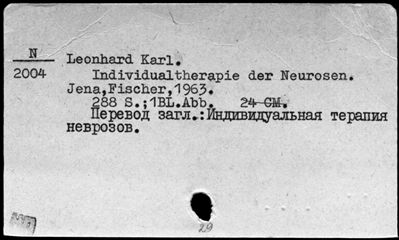 N
2004
Leonhard Karl.
Individualtherapie der Neurosen.
Jena,Fischer,1963.
288 S.;1BL.Abb. 24 CM.
Перевод загл.:Индивидуальная терапия
неврозов.
29